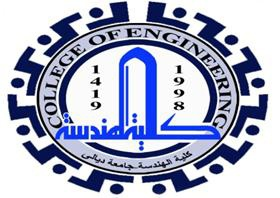 COLLEGE OF ENGINEERING
1419
1998
كلية الهندسة
كلية الهندسة - جامعة ديالى